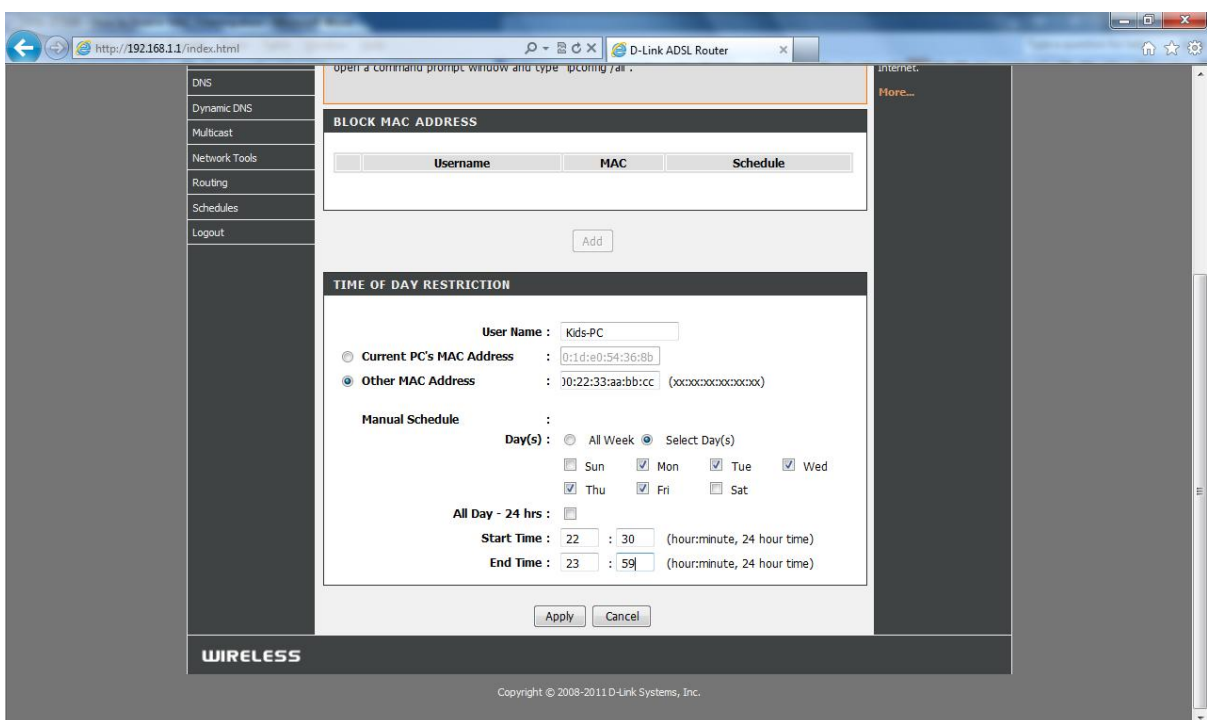 http://192.168.1.1/index.html
D-Link ADSL Router
open a command prompt window and type "ipconfig /all".
Internet.
More...
DNS
Dynamic DNS
Multicast
Network Tools
Routing
Schedules
Logout
BLOCK MAC ADDRESS
Username MAC Schedule
Add
TIME OF DAY RESTRICTION
User Name : Kids-PC
Current PC's MAC Address : 0:1d:e0:54:36:8b
Other MAC Address : 00:22:33:aa:bb:cc (xx:xx:xx:xx:xx:xx)
Manual Schedule :
Day(s) : All Week Select Day(s)
Sun Mon Tue Wed
Thu Fri Sat
All Day - 24 hrs :
Start Time : 22 : 30 (hour:minute, 24 hour time)
End Time : 23 : 59 (hour:minute, 24 hour time)
Apply Cancel
WIRELESS
Copyright © 2008-2011 D-Link Systems, Inc.